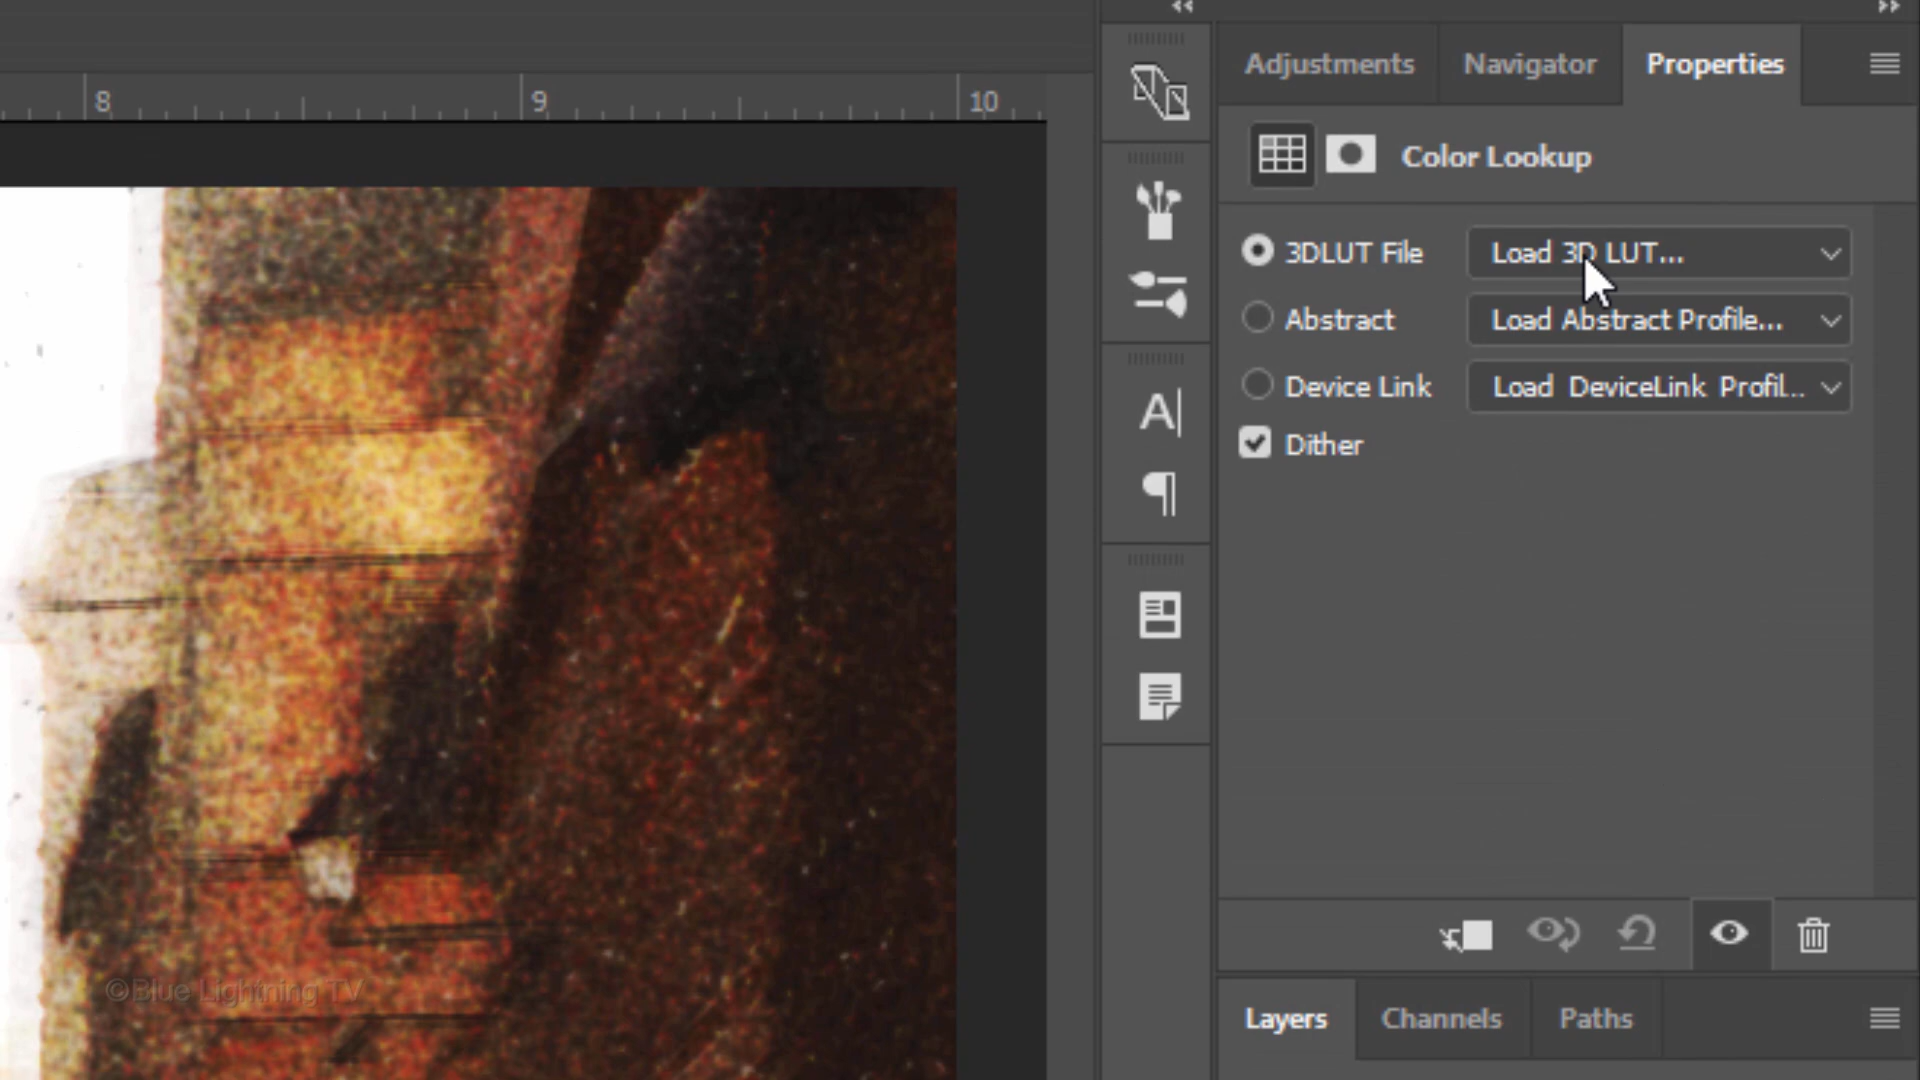 8 9 10
Adjustments Navigator Properties
Color Lookup
3DLUT File Load 3D LUT...
Abstract Load Abstract Profile...
Device Link Load DeviceLink Profil...
Dither
©Blue Lightning TV
Layers Channels Paths